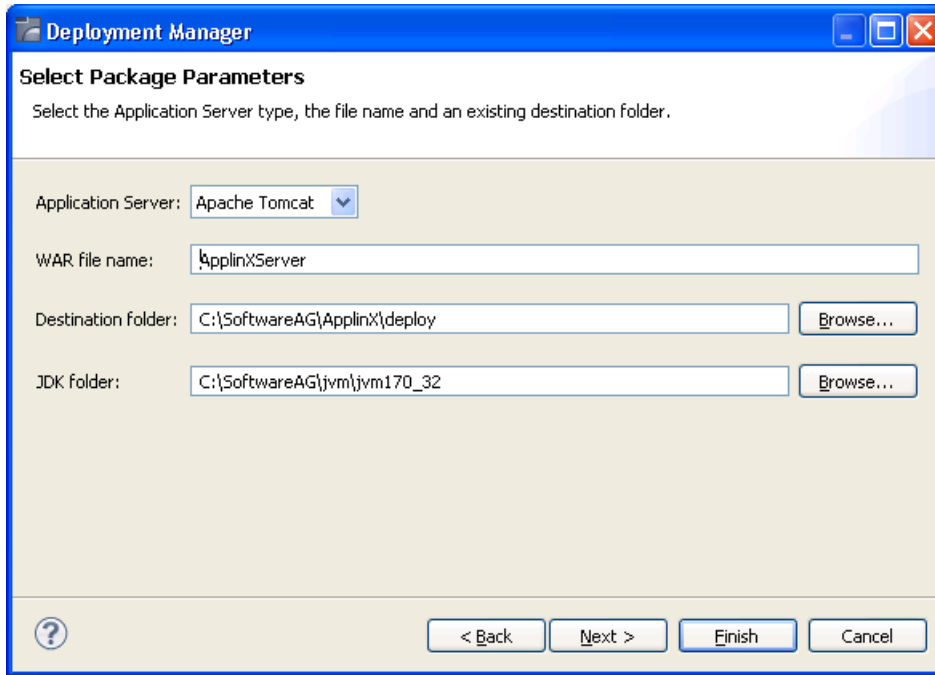 Deployment Manager
Select Package Parameters
Select the Application Server type, the file name and an existing destination folder.
Application Server: Apache Tomcat
WAR file name: ApplinXServer
Destination folder: C:\SoftwareAG\ApplinX\deploy Browse...
JDK folder: C:\SoftwareAG\jvm\jvm170_32 Browse...
? < Back Next > Finish Cancel